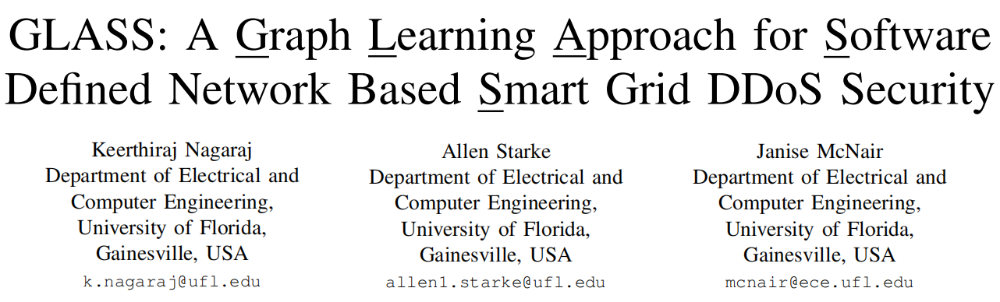 GLASS: A Graph Learning Approach for Software
Defined Network Based Smart Grid DDoS Security
Keerthiraj Nagaraj
Department of Electrical and
Computer Engineering,
University of Florida,
Gainesville, USA
k.nagaraj@ufl.edu
Allen Starke
Department of Electrical and
Computer Engineering,
University of Florida,
Gainesville, USA
allen1.starke@ufl.edu
Janise McNair
Department of Electrical and
Computer Engineering,
University of Florida,
Gainesville, USA
mcnair@ece.ufl.edu